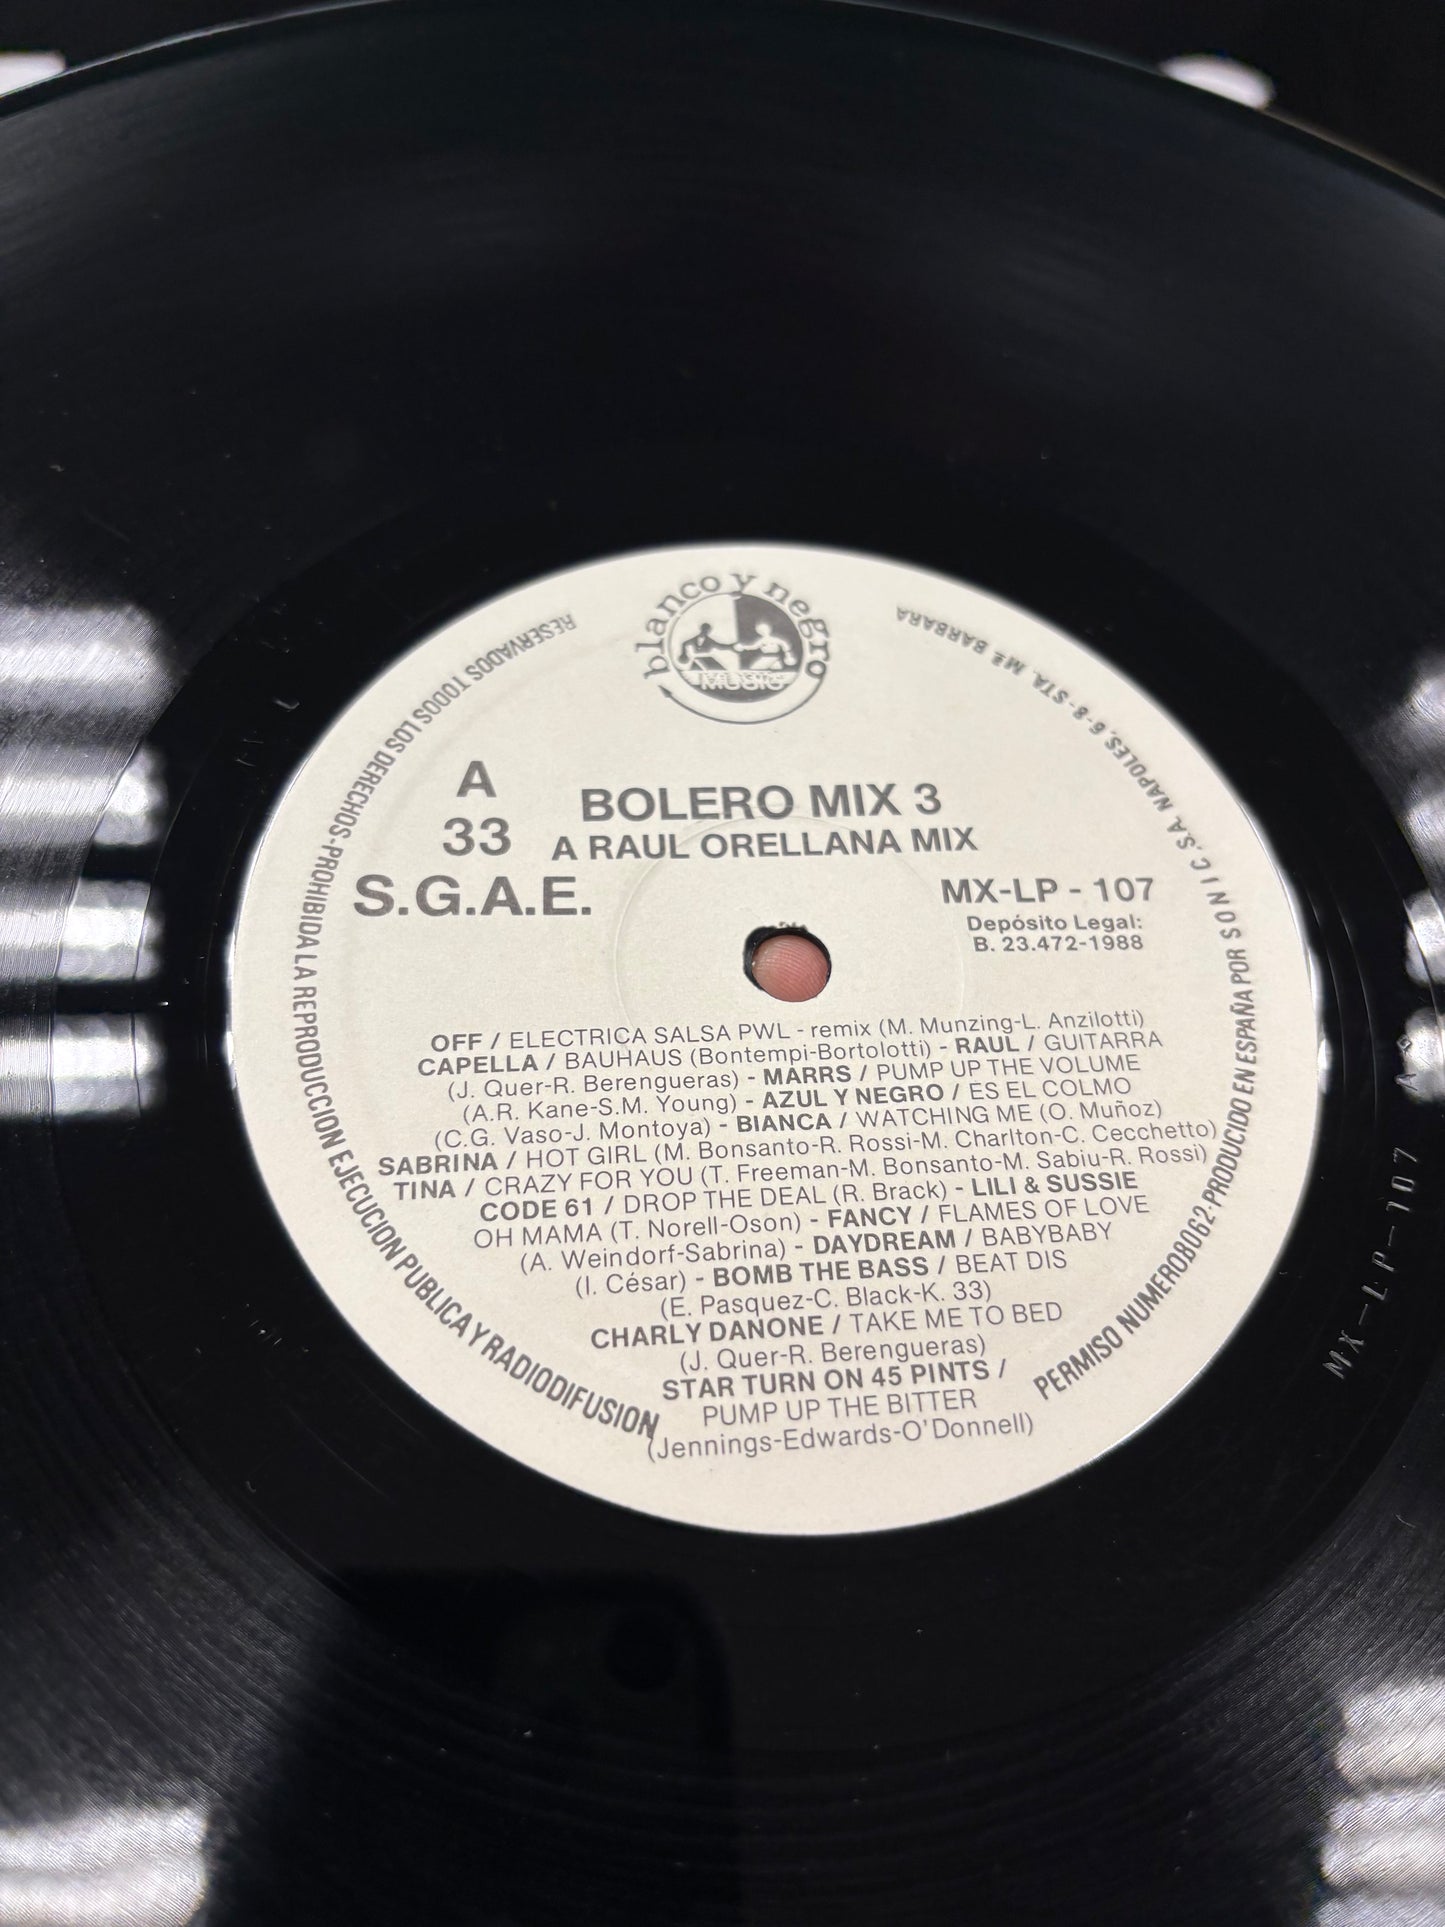 blanco y negro
MUSIC
A
33
S.G.A.E.
BOLERO MIX 3
A RAUL ORELLANA MIX
MX-LP - 107
Depósito Legal:
B. 23.472-1988
OFF / ELECTRICA SALSA PWL - remix (M. Munzing-L. Anzilotti)
CAPELLA / BAUHAUS (Bontempi-Bortolotti) - RAUL / GUITARRA
(J. Quer-R. Berengueras) - MARRS / PUMP UP THE VOLUME
(A.R. Kane-S.M. Young) - AZUL Y NEGRO / ES EL COLMO
(C.G. Vaso-J. Montoya) - BIANCA / WATCHING ME (O. Muñoz)
SABRINA / HOT GIRL (M. Bonsanto-R. Rossi-M. Charlton-C. Cecchetto)
TINA / CRAZY FOR YOU (T. Freeman-M. Bonsanto-M. Sabiu-R. Rossi)
CODE 61 / DROP THE DEAL (R. Brack) - LILI & SUSSIE
OH MAMA (T. Norell-Oson) - FANCY / FLAMES OF LOVE
(A. Weindorf-Sabrina) - DAYDREAM / BABYBABY
(I. César) - BOMB THE BASS / BEAT DIS
(E. Pasquez-C. Black-K. 33)
CHARLY DANONE / TAKE ME TO BED
(J. Quer-R. Berengueras)
STAR TURN ON 45 PINTS /
PUMP UP THE BITTER
(Jennings-Edwards-O'Donnell)
RESERVADOS TODOS LOS DERECHOS-PROHIBIDA LA REPRODUCCION EJECUCION PUBLICA Y RADIODIFUSION
PERMISO NUMERO 8062-PRODUCIDO EN ESPAÑA POR SONIC, S.A. NAPOLES, 6-8-STA. Mª BARBARA
MX-LP-107 A